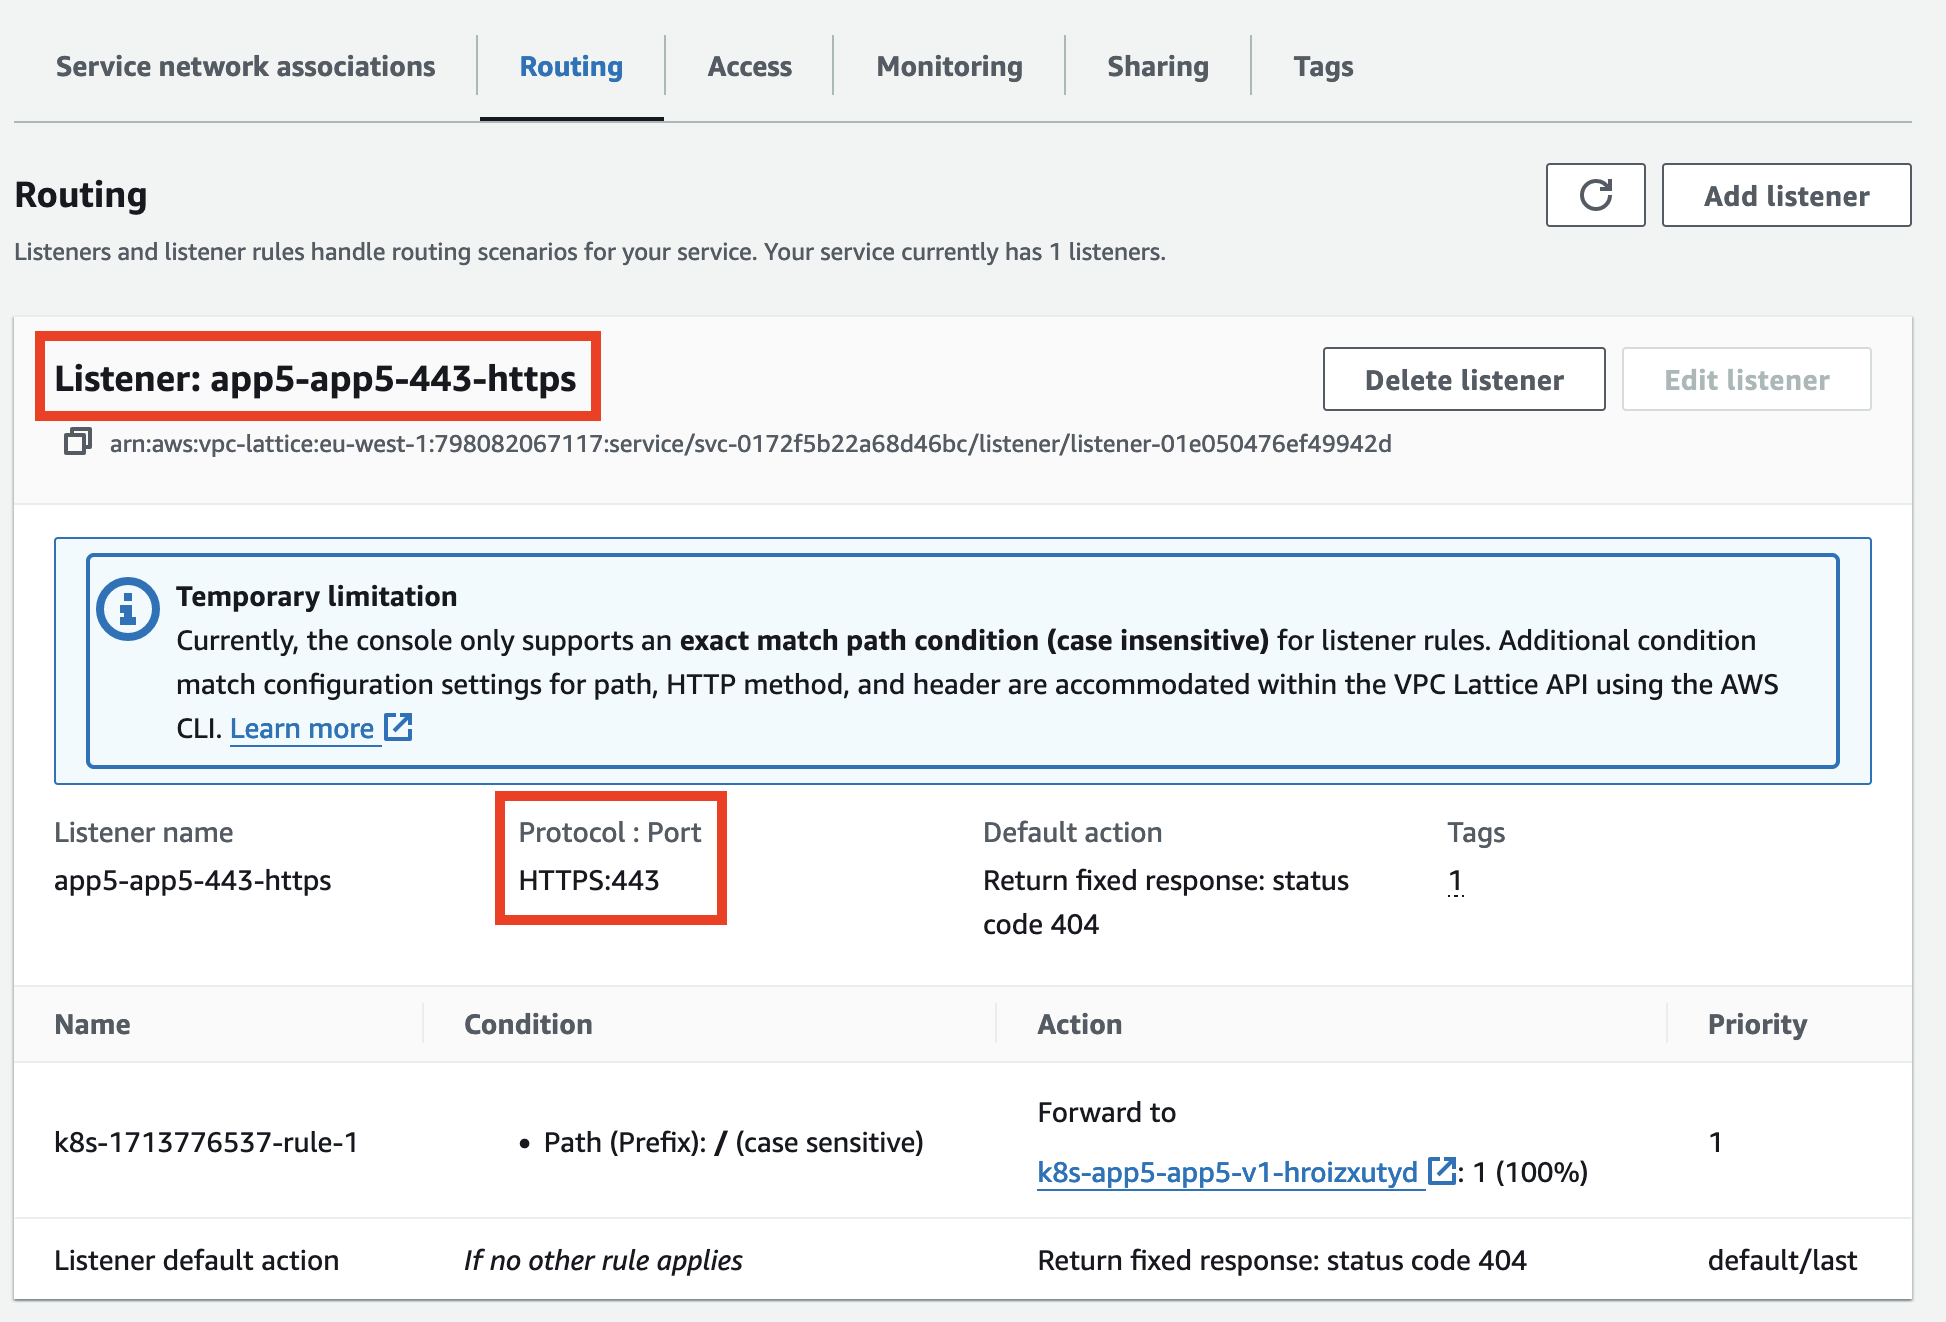 Service network associations
Routing
Access
Monitoring
Sharing
Tags
Routing
Add listener
Listeners and listener rules handle routing scenarios for your service. Your service currently has 1 listeners.
Listener: app5-app5-443-https
Delete listener
Edit listener
arn:aws:vpc-lattice:eu-west-1:798082067117:service/svc-0172f5b22a68d46bc/listener/listener-01e050476ef49942d
Temporary limitation
Currently, the console only supports an exact match path condition (case insensitive) for listener rules. Additional condition
match configuration settings for path, HTTP method, and header are accommodated within the VPC Lattice API using the AWS
CLI. Learn more
Listener name
Protocol : Port
Default action
Tags
app5-app5-443-https
HTTPS:443
Return fixed response: status
code 404
1
Name
Condition
Action
Priority
k8s-1713776537-rule-1
• Path (Prefix): / (case sensitive)
Forward to
k8s-app5-app5-v1-hroizxutyd : 1 (100%)
1
Listener default action
If no other rule applies
Return fixed response: status code 404
default/last